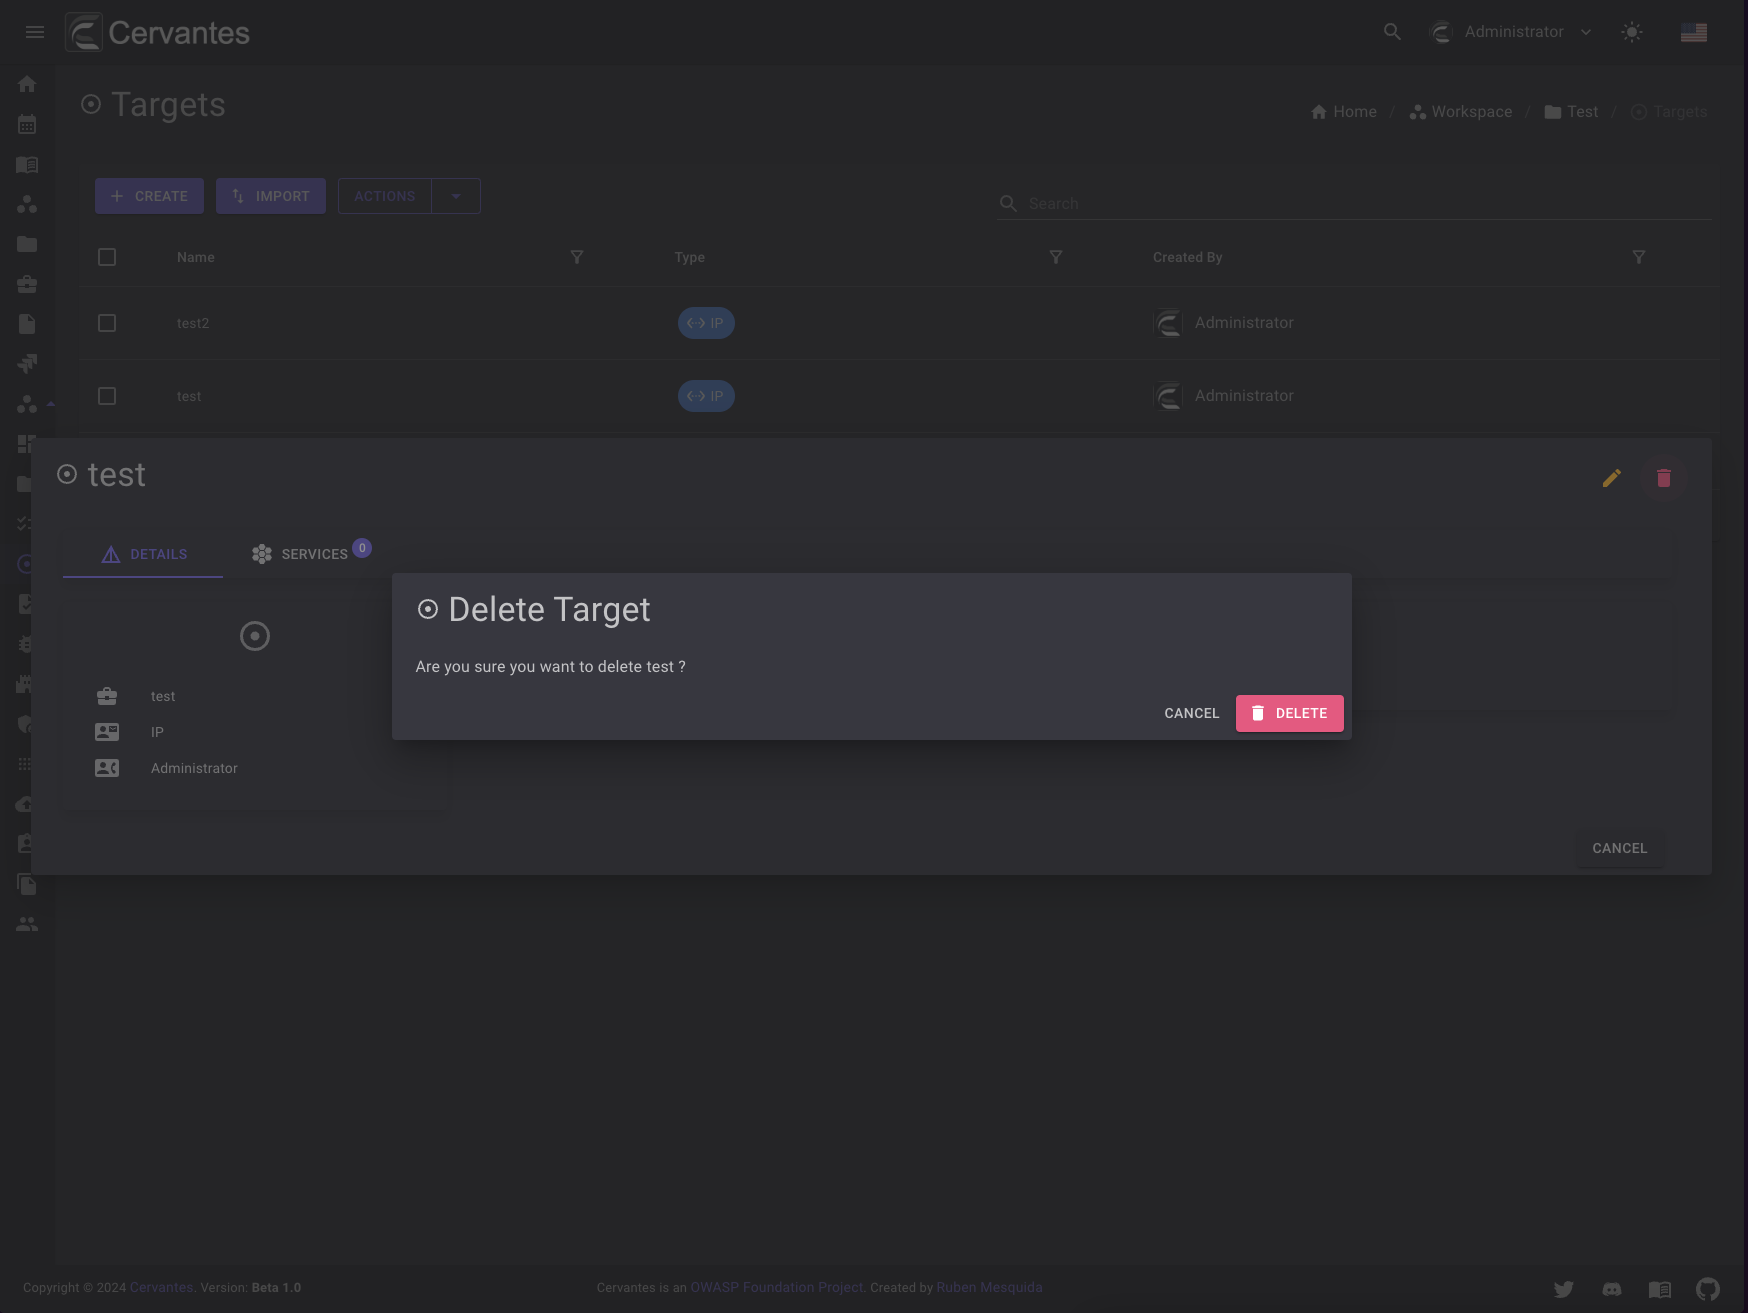 Cervantes
Administrator
Targets
Home / Workspace / Test / Targets
CREATE
IMPORT
ACTIONS
Search
Name
Type
Created By
test2
IP
Administrator
test
IP
Administrator
test
DETAILS
SERVICES
0
Delete Target
Are you sure you want to delete test ?
CANCEL
DELETE
test
IP
Administrator
CANCEL
Copyright © 2024 Cervantes. Version: Beta 1.0
Cervantes is an OWASP Foundation Project. Created by Ruben Mesquida